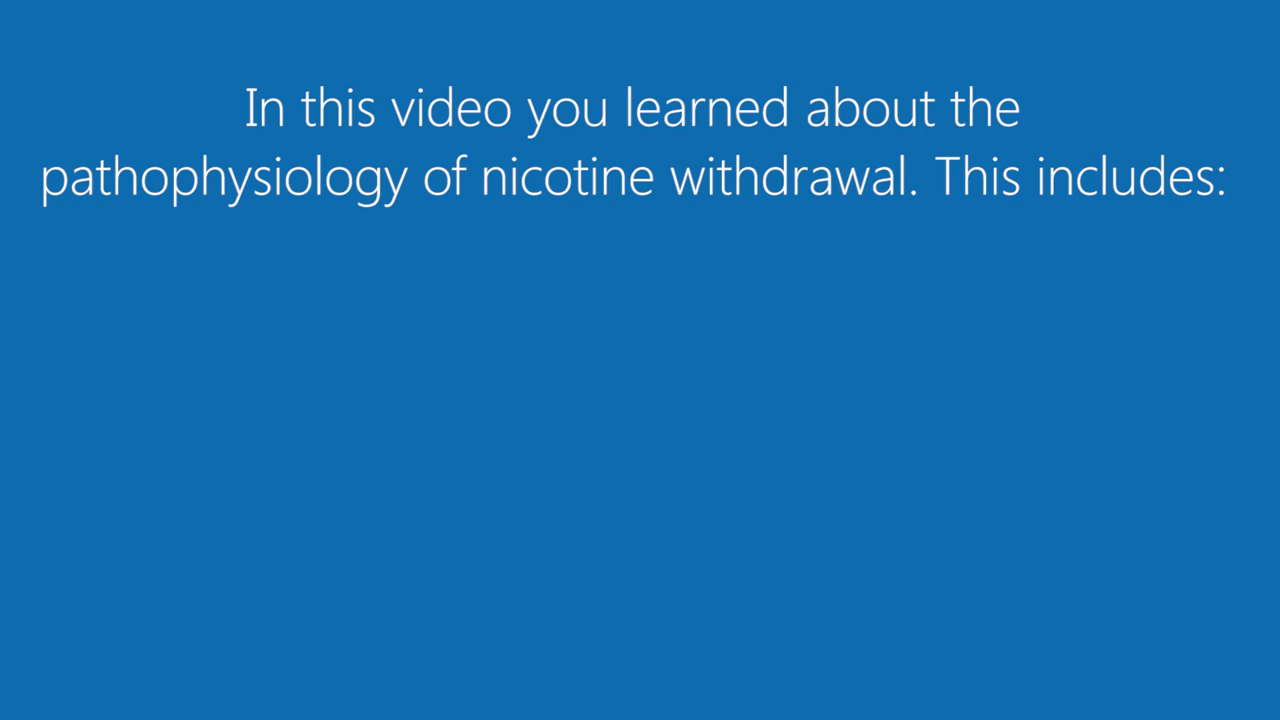 In this video you learned about the
pathophysiology of nicotine withdrawal. This includes: